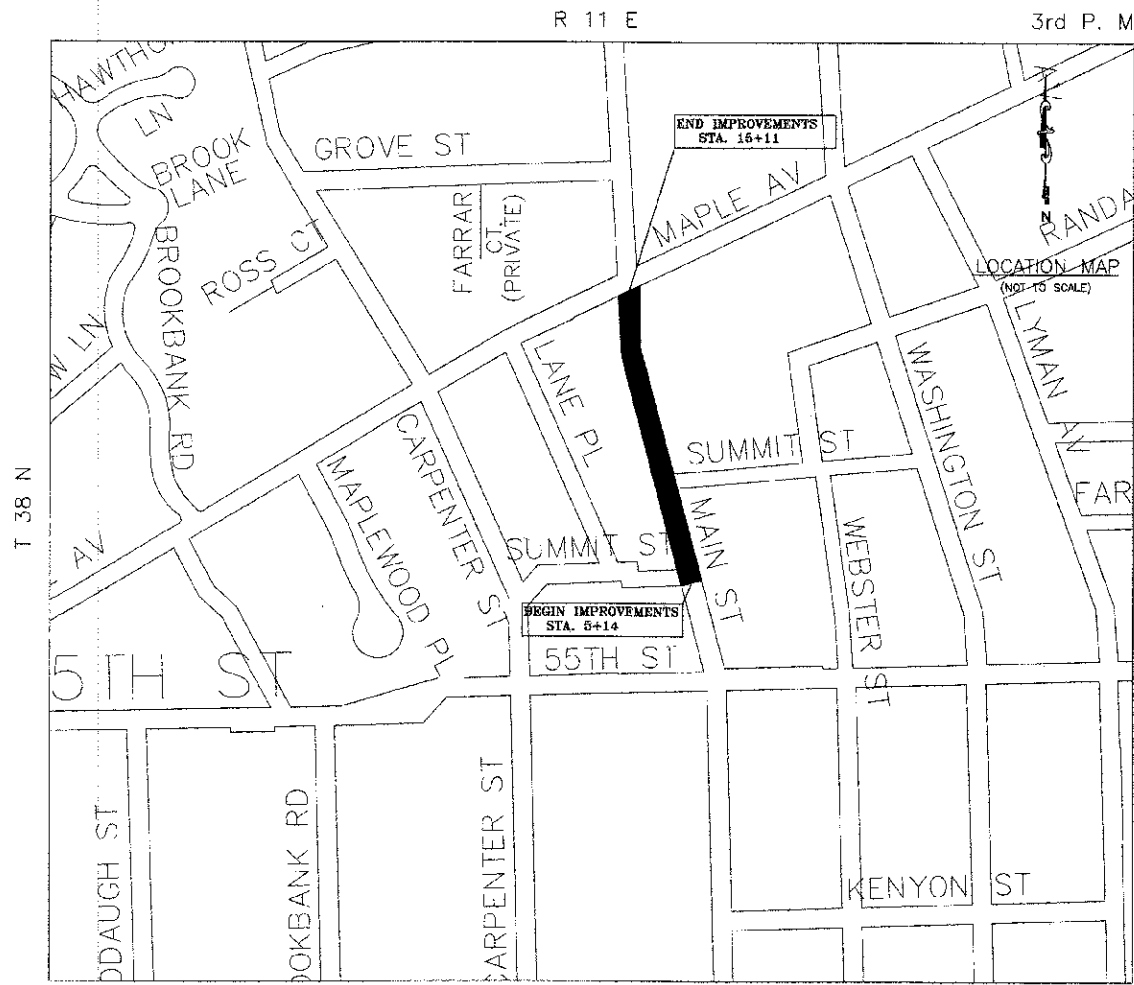 R 11 E
3rd P. M
HAWTHO
LN
BROOK
LANE
GROVE ST
END IMPROVEMENTS
STA. 15+11
FARRAR
CT.
(PRIVATE)
MAPLE AV
N
RANDA
ROSS CT
LOCATION MAP
(NOT TO SCALE)
BROOKBANK RD
W LN
LYMAN AV
LANE PL
WASHINGTON ST
T 38 N
CARPENTER ST
MAPLEWOOD PL
SUMMIT ST
FAR
MAIN ST
WEBSTER ST
AV
SUMMIT ST
BEGIN IMPROVEMENTS
STA. 5+14
55TH ST
5TH ST
DDAUGH ST
OOKBANK RD
CARPENTER ST
KENYON ST